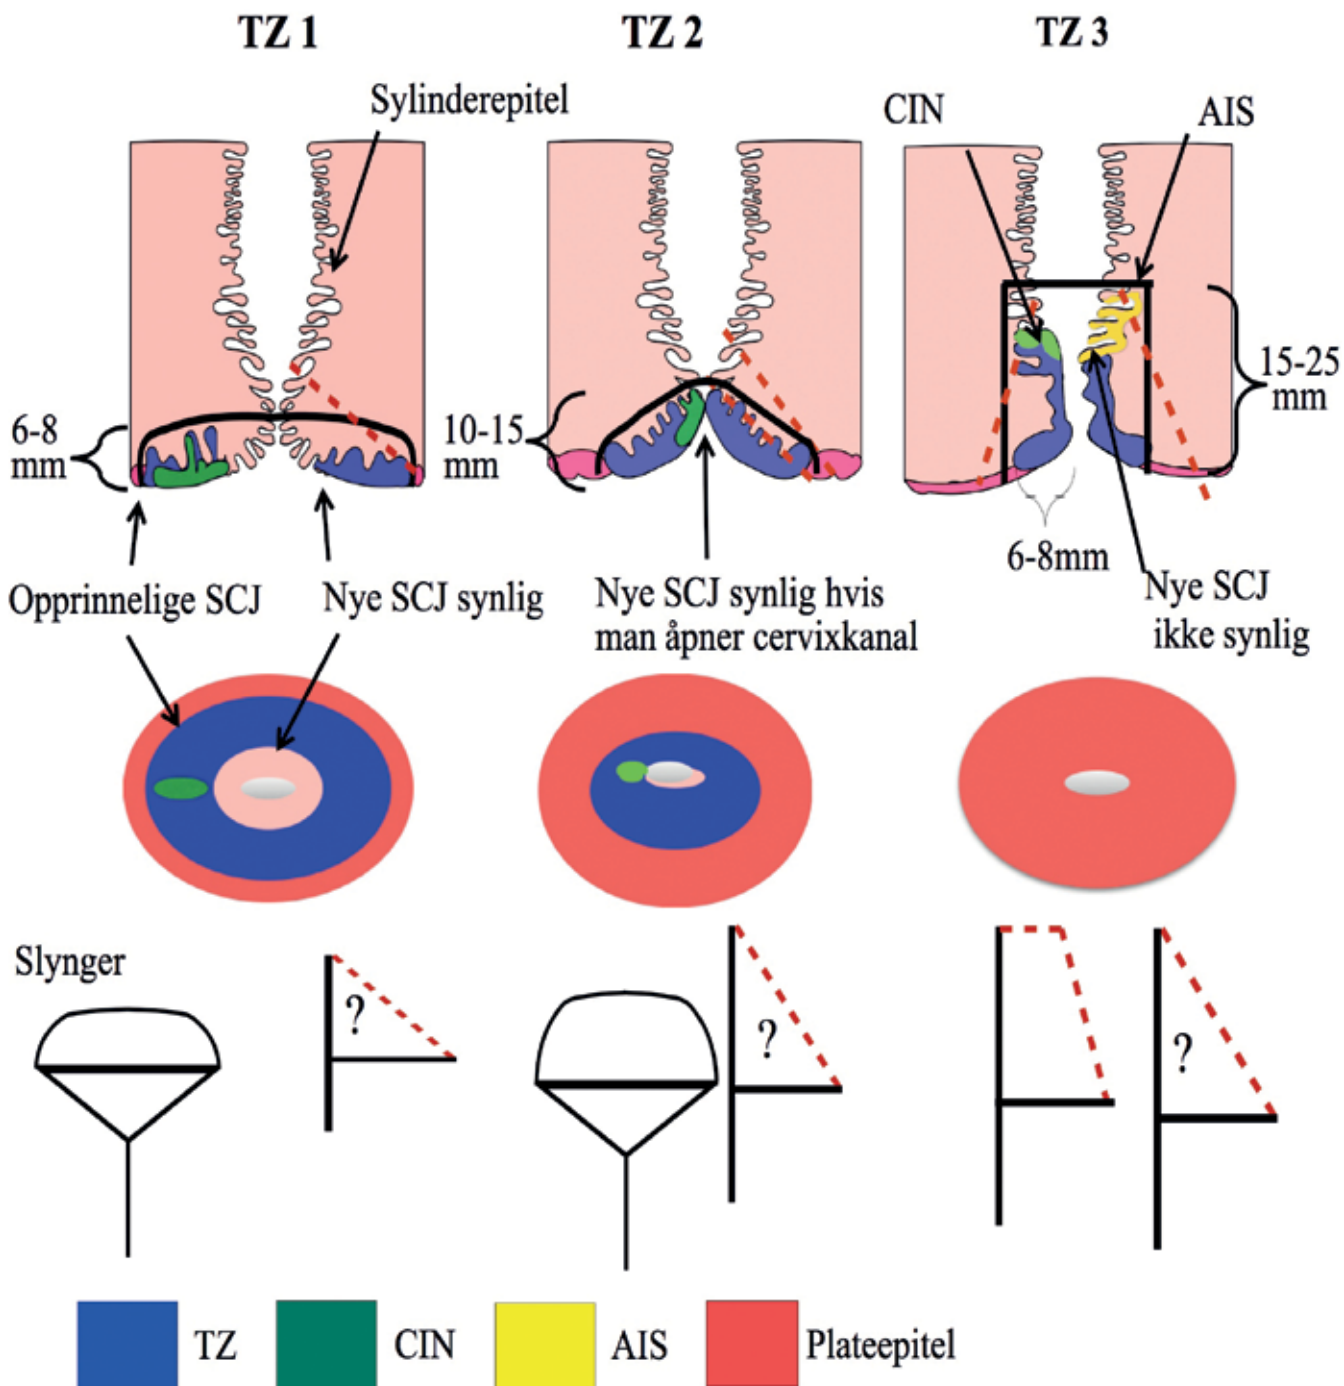 TZ 1
TZ 2
TZ 3
Sylinderepitel
CIN
AIS
6-8
mm
10-15
mm
15-25
mm
6-8mm
Opprinnelige SCJ
Nye SCJ synlig
Nye SCJ synlig hvis
man åpner cervixkanal
Nye SCJ
ikke synlig
Slynger
?
?
?
TZ
CIN
AIS
Plateepitel